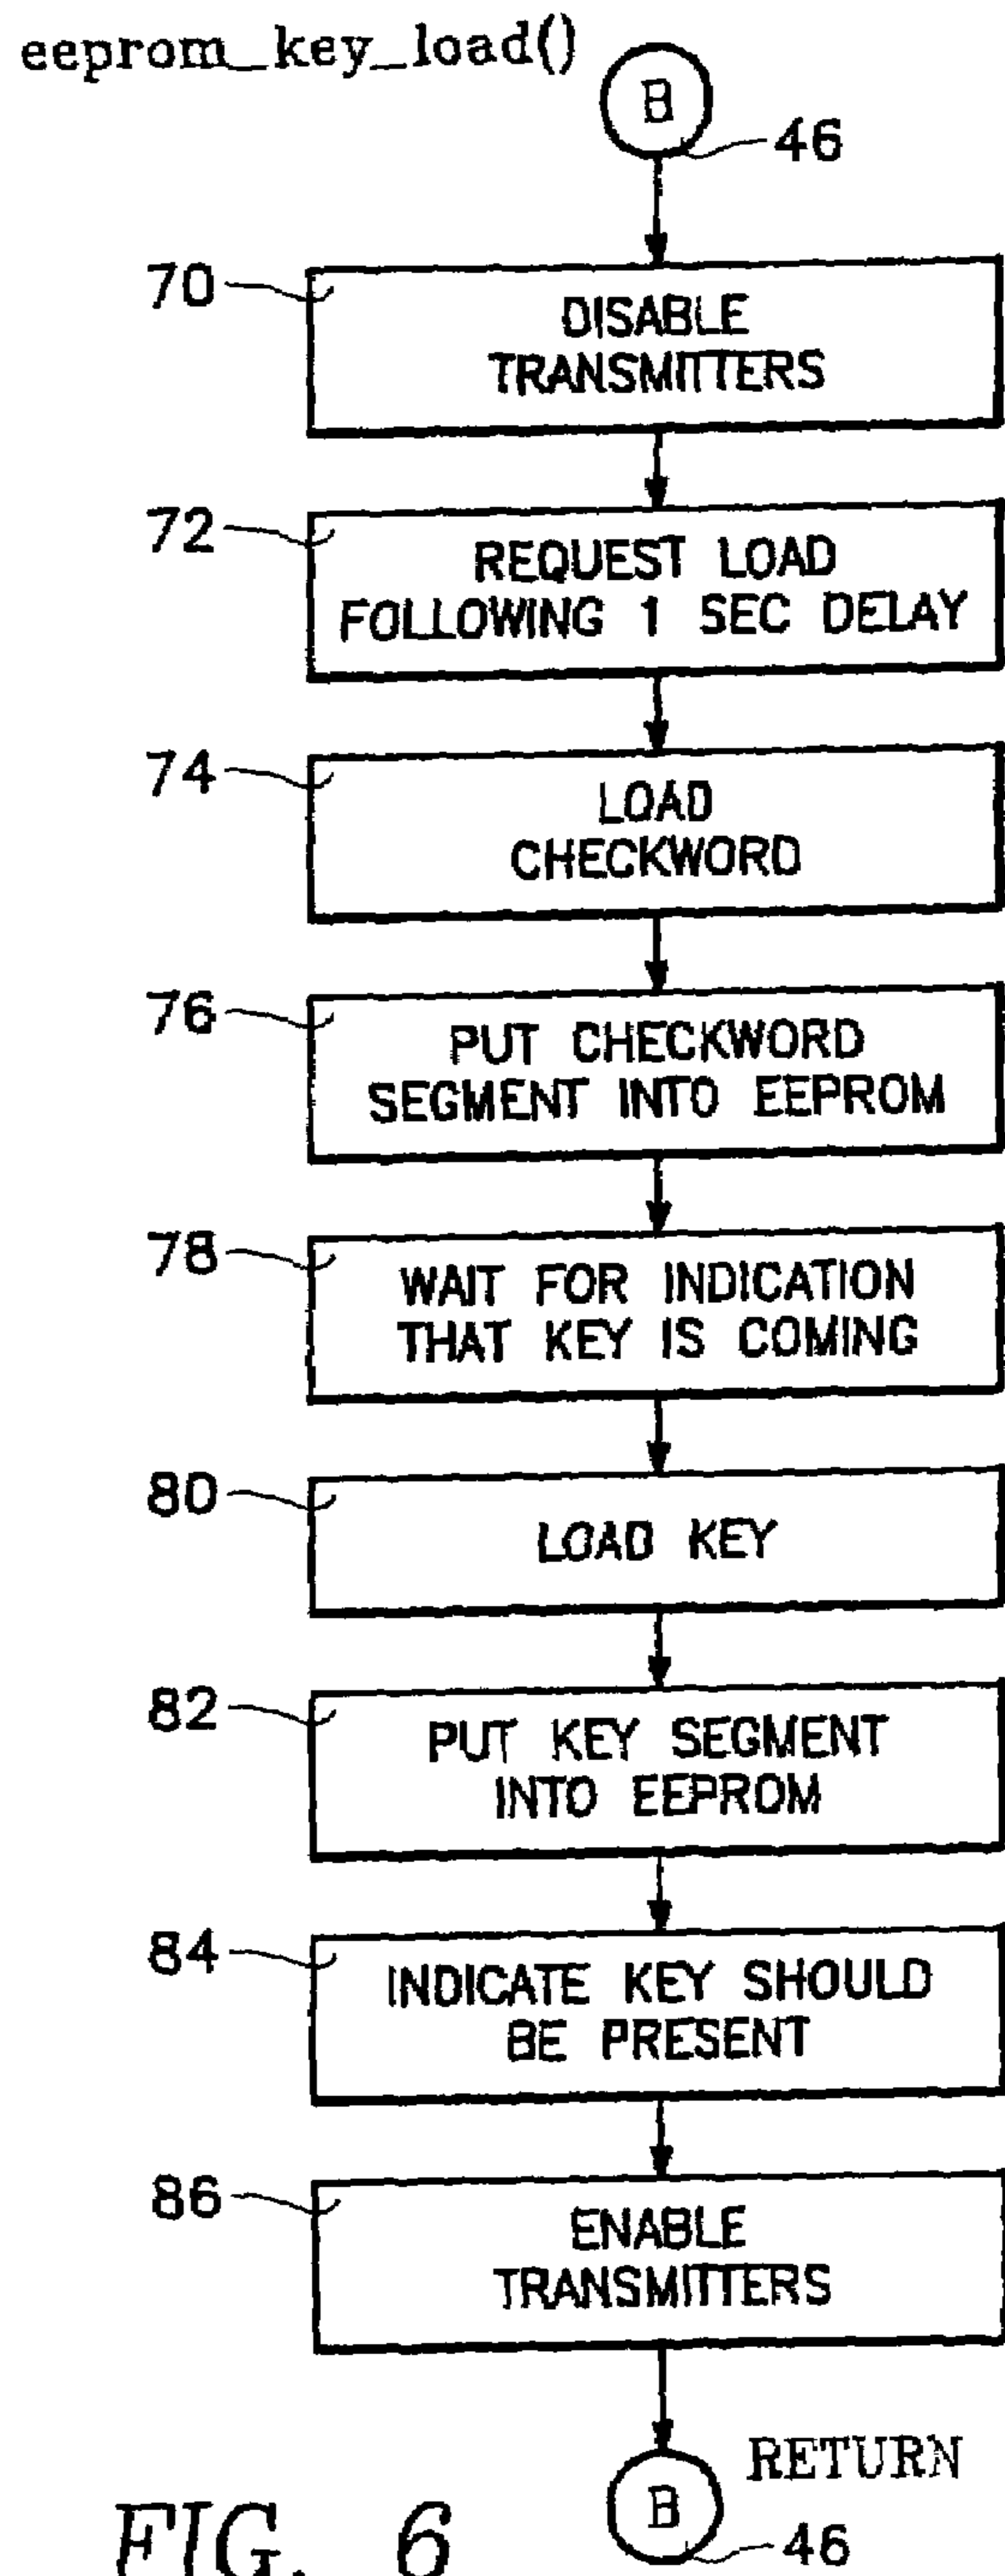 eeprom_key_load()
B
46
70
DISABLE
TRANSMITTERS
72
REQUEST LOAD
FOLLOWING 1 SEC DELAY
74
LOAD
CHECKWORD
76
PUT CHECKWORD
SEGMENT INTO EEPROM
78
WAIT FOR INDICATION
THAT KEY IS COMING
80
LOAD KEY
82
PUT KEY SEGMENT
INTO EEPROM
84
INDICATE KEY SHOULD
BE PRESENT
86
ENABLE
TRANSMITTERS
RETURN
B
46
FIG. 6